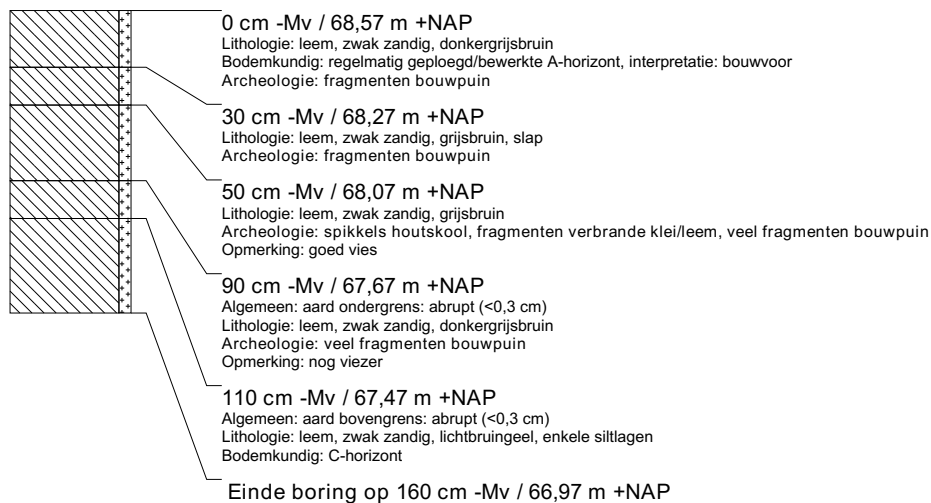 0 cm -Mv / 68,57 m +NAP
Lithologie: leem, zwak zandig, donkergrijsbruin
Bodemkundig: regelmatig geploegd/bewerkte A-horizont, interpretatie: bouwvoor
Archeologie: fragmenten bouwpuin
30 cm -Mv / 68,27 m +NAP
Lithologie: leem, zwak zandig, grijsbruin, slap
Archeologie: fragmenten bouwpuin
50 cm -Mv / 68,07 m +NAP
Lithologie: leem, zwak zandig, grijsbruin
Archeologie: spikkels houtskool, fragmenten verbrande klei/leem, veel fragmenten bouwpuin
Opmerking: goed vies
90 cm -Mv / 67,67 m +NAP
Algemeen: aard ondergrens: abrupt (<0,3 cm)
Lithologie: leem, zwak zandig, donkergrijsbruin
Archeologie: veel fragmenten bouwpuin
Opmerking: nog viezer
110 cm -Mv / 67,47 m +NAP
Algemeen: aard bovengrens: abrupt (<0,3 cm)
Lithologie: leem, zwak zandig, lichtbruingeel, enkele siltlagen
Bodemkundig: C-horizont
Einde boring op 160 cm -Mv / 66,97 m +NAP